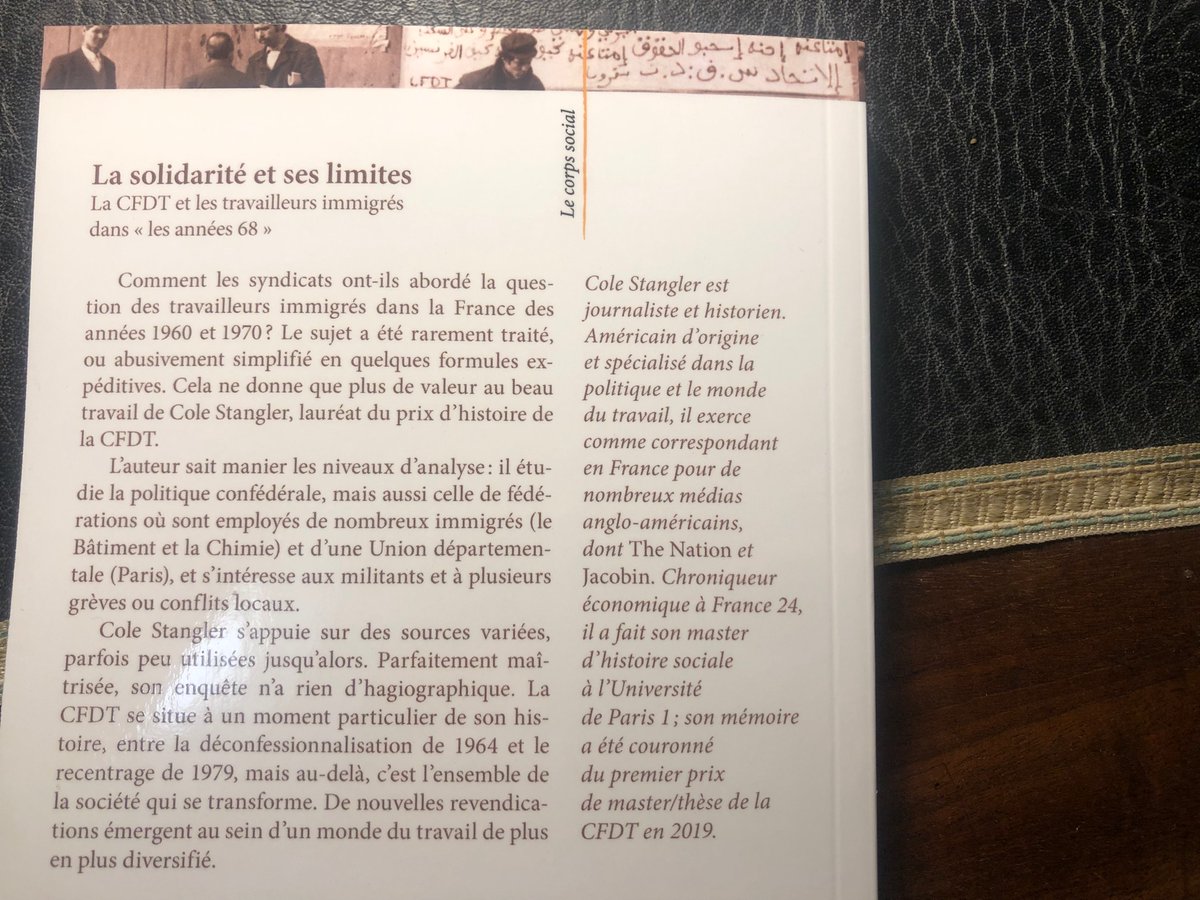 CFDT
La solidarité et ses limites
La CFDT et les travailleurs immigrés
dans « les années 68 »
Le corps social
Comment les syndicats ont-ils abordé la ques-
tion des travailleurs immigrés dans la France des
années 1960 et 1970 ? Le sujet a été rarement traité,
ou abusivement simplifié en quelques formules ex-
péditives. Cela ne donne que plus de valeur au beau
travail de Cole Stangler, lauréat du prix d’histoire de
la CFDT.
L’auteur sait manier les niveaux d’analyse : il étu-
die la politique confédérale, mais aussi celle de fédé-
rations où sont employés de nombreux immigrés (le
Bâtiment et la Chimie) et d’une Union départemen-
tale (Paris), et s’intéresse aux militants et à plusieurs
grèves ou conflits locaux.
Cole Stangler s’appuie sur des sources variées,
parfois peu utilisées jusqu’alors. Parfaitement maî-
trisée, son enquête n’a rien d’hagiographique. La
CFDT se situe à un moment particulier de son his-
toire, entre la déconfessionnalisation de 1964 et le
recentrage de 1979, mais au-delà, c’est l’ensemble de
la société qui se transforme. De nouvelles revendica-
tions émergent au sein d’un monde du travail de plus
en plus diversifié.
Cole Stangler est
journaliste et historien.
Américain d’origine
et spécialisé dans la
politique et le monde
du travail, il exerce
comme correspondant
en France pour de
nombreux médias
anglo-américains,
dont The Nation et
Jacobin. Chroniqueur
économique à France 24,
il a fait son master
d’histoire sociale
à l’Université
de Paris 1 ; son mémoire
a été couronné
du premier prix
de master/thèse de la
CFDT en 2019.